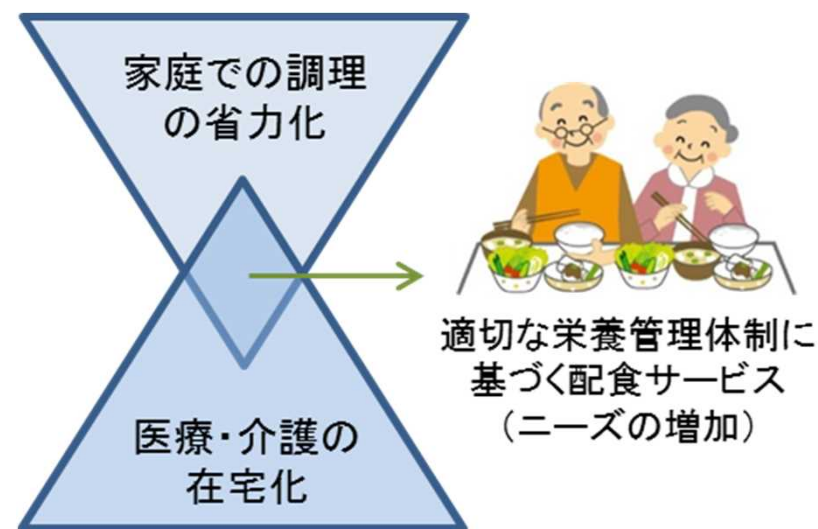 家庭での調理
の省力化
医療・介護の
在宅化
適切な栄養管理体制に
基づく配食サービス
(ニーズの増加)